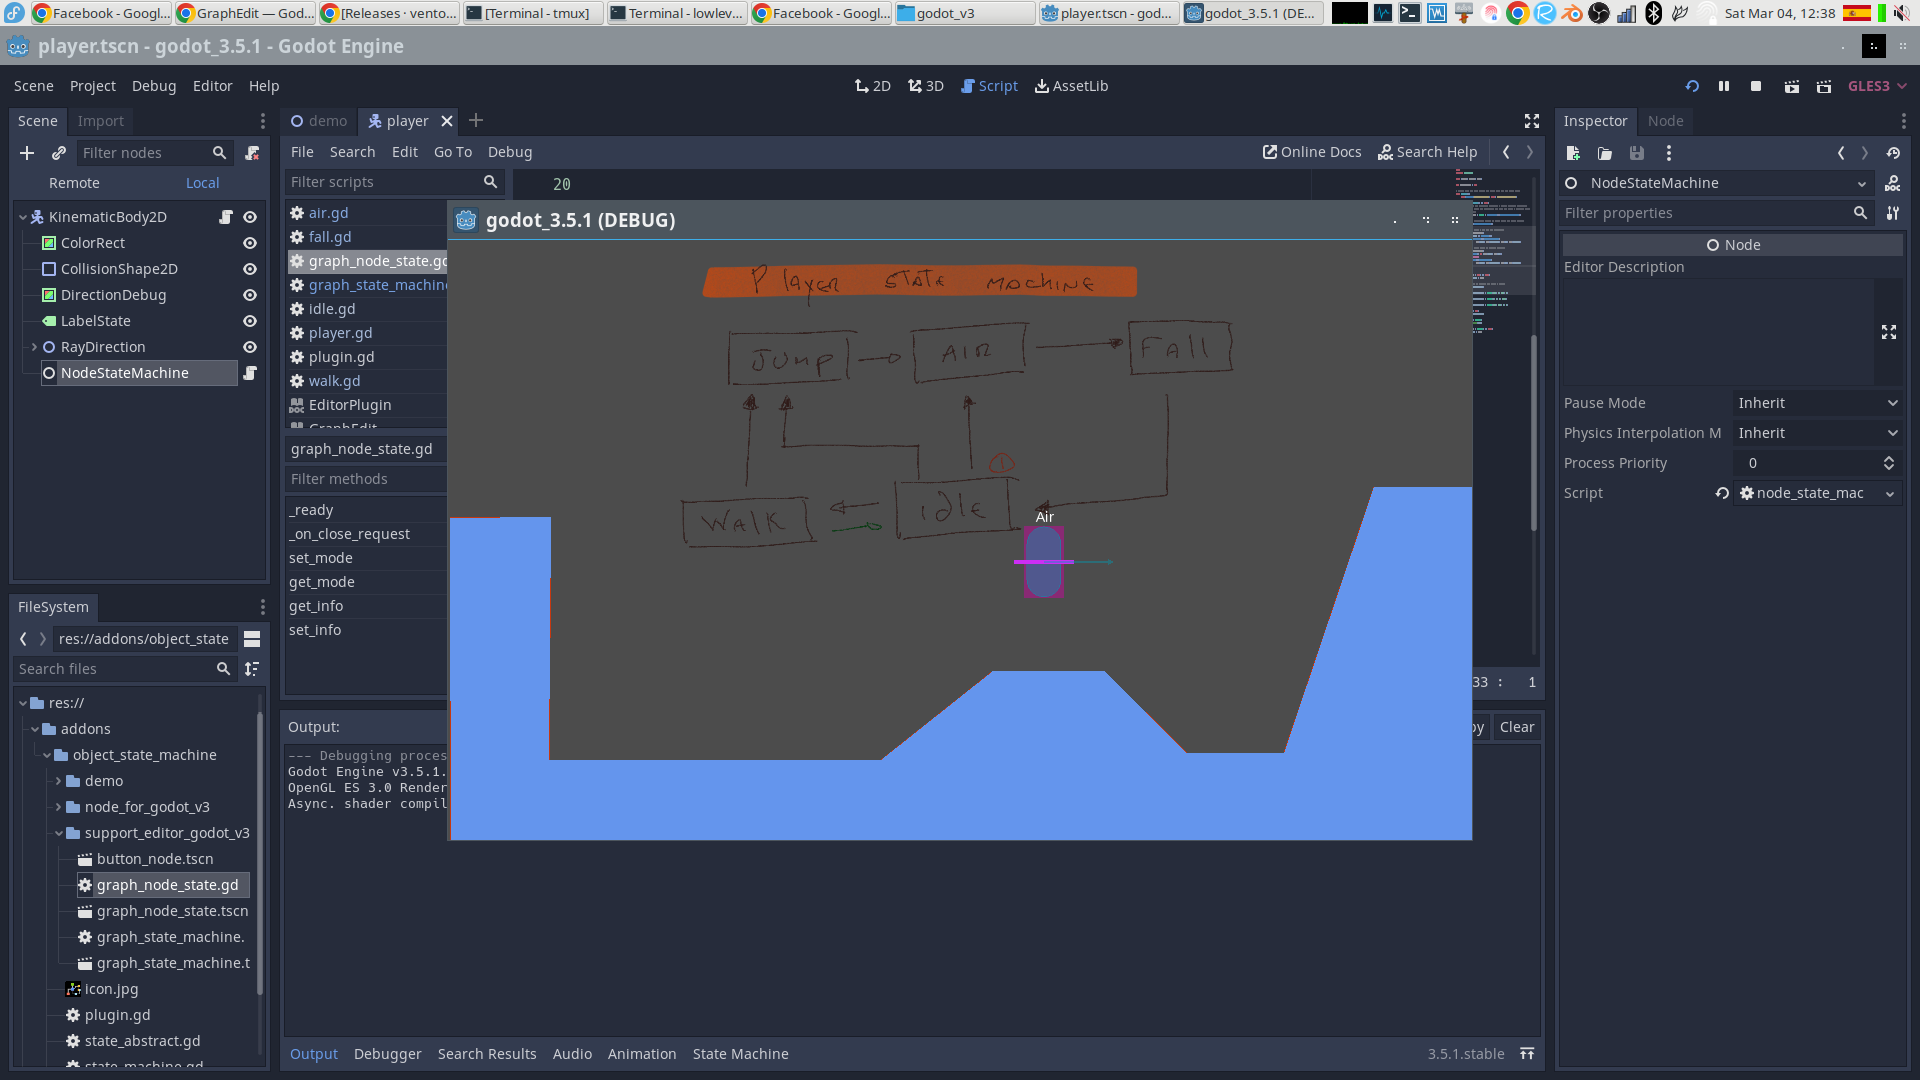 Facebook - Googl...
GraphEdit — God...
[Releases · vento...
[Terminal - tmux]
Terminal - lowlev...
Facebook - Googl...
godot_v3
player.tscn - god...
godot_3.5.1 (DE...
Sat Mar 04, 12:38
player.tscn - godot_3.5.1 - Godot Engine
Scene Project Debug Editor Help
2D 3D Script AssetLib
GLES3
Scene Import
Filter nodes
Remote Local
KinematicBody2D
ColorRect
CollisionShape2D
DirectionDebug
LabelState
RayDirection
NodeStateMachine
FileSystem
res://addons/object_state
Search files
res://
addons
object_state_machine
demo
node_for_godot_v3
support_editor_godot_v3
button_node.tscn
graph_node_state.gd
graph_node_state.tscn
graph_state_machine.
graph_state_machine.t
icon.jpg
plugin.gd
state_abstract.gd
demo player
File Search Edit Go To Debug
Online Docs Search Help
Filter scripts
20
air.gd
fall.gd
graph_node_state.gd
graph_state_machine
idle.gd
player.gd
plugin.gd
walk.gd
EditorPlugin
GraphEdit
graph_node_state.gd
Filter methods
_ready
_on_close_request
set_mode
get_mode
get_info
set_info
33 : 1
godot_3.5.1 (DEBUG)
Player STATE MACHINE
JUMP AIR FAll
1
WALK idLE
Air
Output:
Clear
--- Debugging proces
Godot Engine v3.5.1.
OpenGL ES 3.0 Render
Async. shader compil
Output Debugger Search Results Audio Animation State Machine
3.5.1.stable
Inspector Node
NodeStateMachine
Filter properties
Node
Editor Description
Pause Mode Inherit
Physics Interpolation M Inherit
Process Priority 0
Script node_state_mac